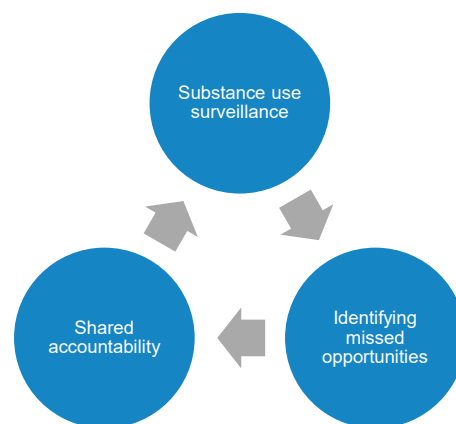 Substance use
surveillance
Identifying
missed
opportunities
Shared
accountability